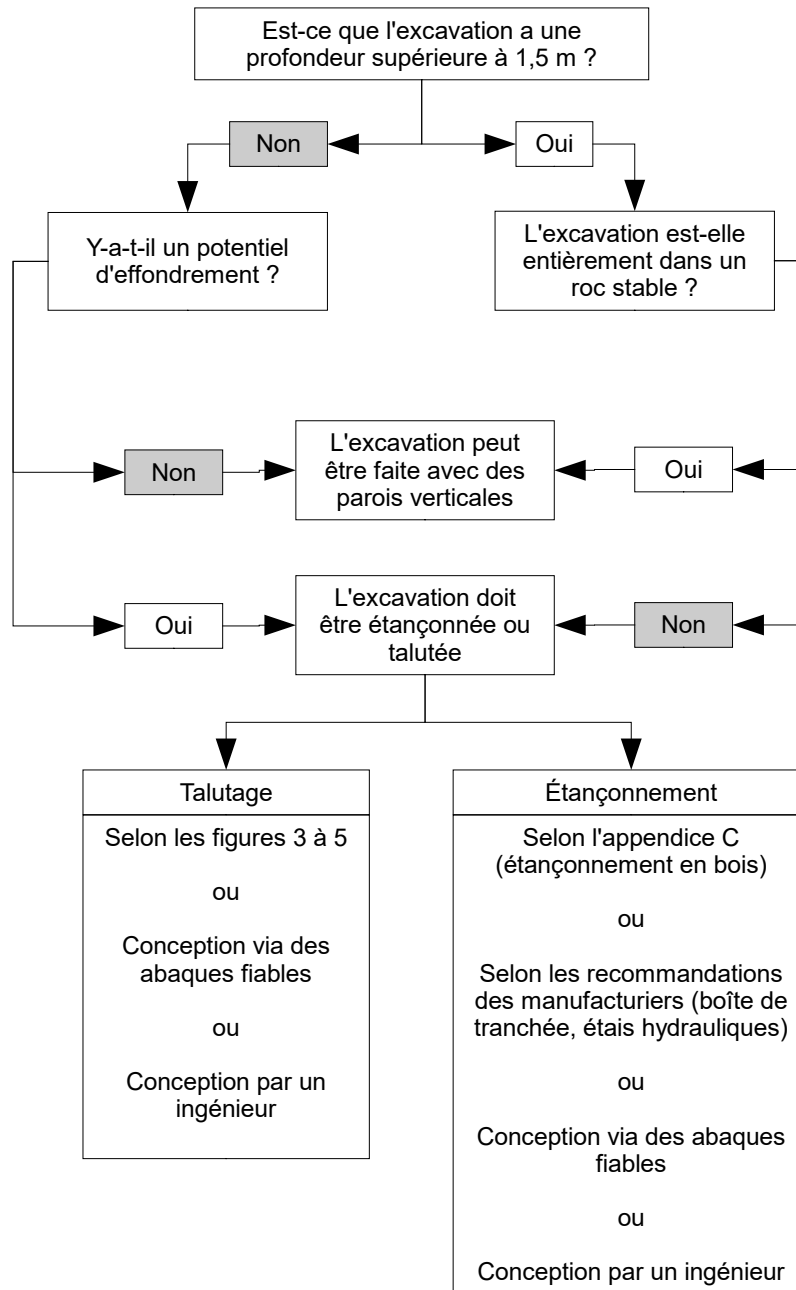 Est-ce que l'excavation a une
profondeur supérieure à 1,5 m ?
Non
Oui
Y-a-t-il un potentiel
d'effondrement ?
L'excavation est-elle
entièrement dans un
roc stable ?
Non
L'excavation peut
être faite avec des
parois verticales
Oui
Oui
L'excavation doit
être étançonnée ou
talutée
Non
Talutage
Selon les figures 3 à 5
ou
Conception via des
abaques fiables
ou
Conception par un
ingénieur
Étançonnement
Selon l'appendice C
(étançonnement en bois)
ou
Selon les recommandations
des manufacturiers (boîte de
tranchée, étais hydrauliques)
ou
Conception via des abaques
fiables
ou
Conception par un ingénieur